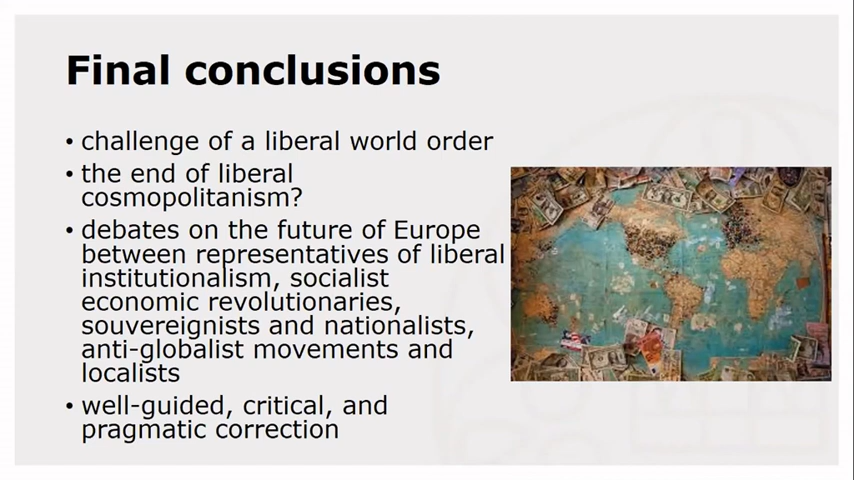 Final conclusions
• challenge of a liberal world order
• the end of liberal
cosmopolitanism?
• debates on the future of Europe
between representatives of liberal
institutionalism, socialist
economic revolutionaries,
souvereignists and nationalists,
anti-globalist movements and
localists
• well-guided, critical, and
pragmatic correction